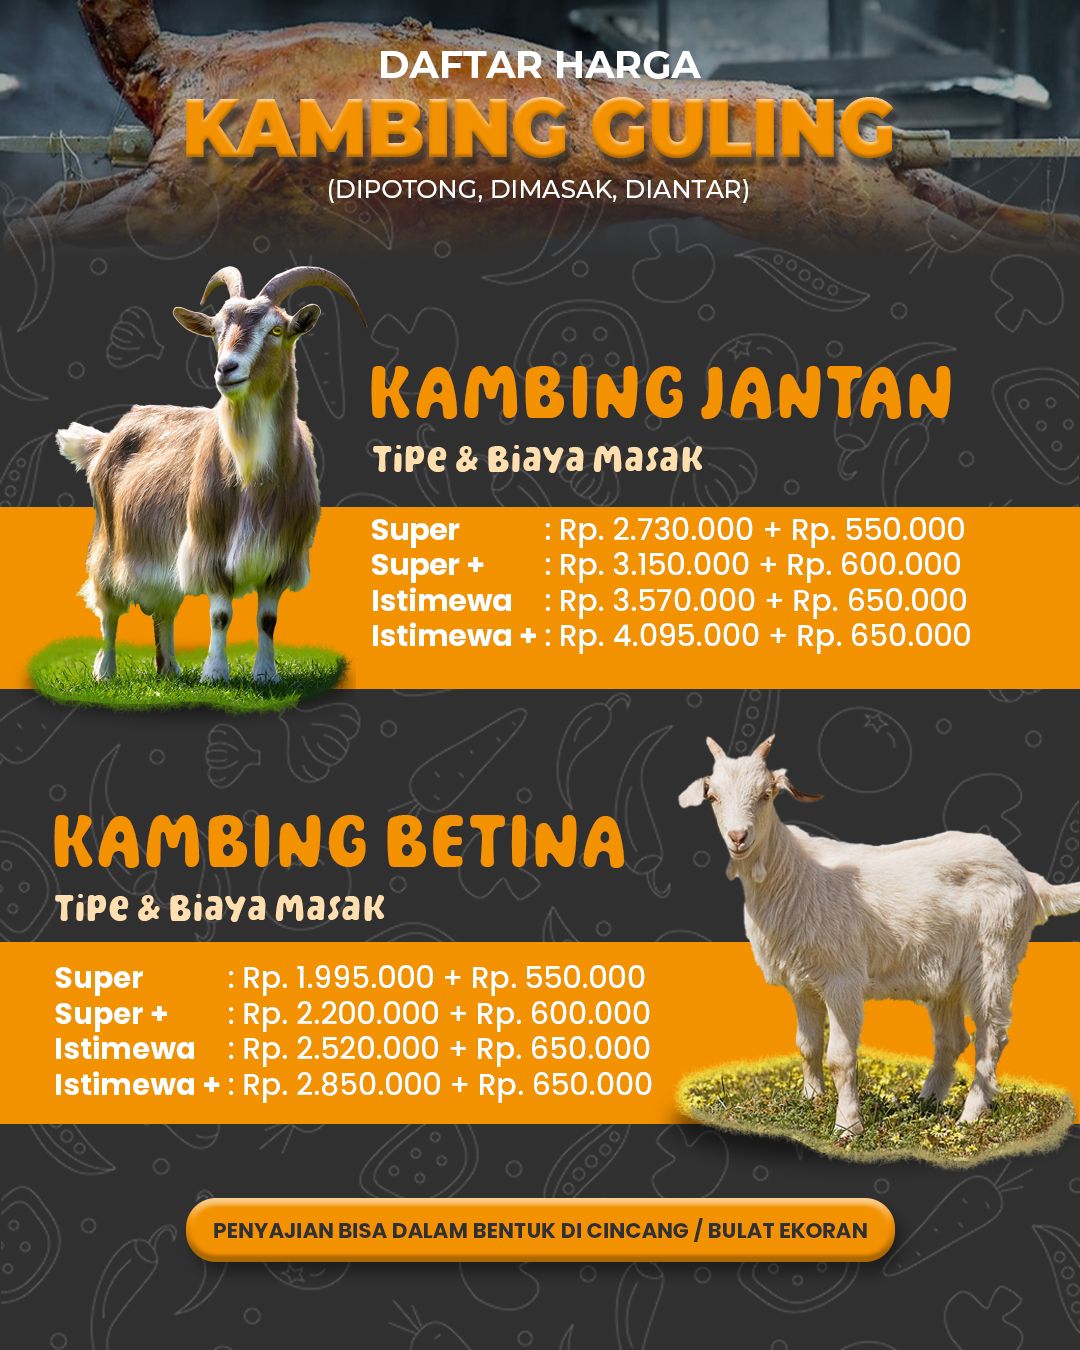 DAFTAR HARGA
KAMBING GULING
(DIPOTONG, DIMASAK, DIANTAR)
KAMBING JANTAN
Tipe & Biaya Masak
Super : Rp. 2.730.000 + Rp. 550.000
Super + : Rp. 3.150.000 + Rp. 600.000
Istimewa : Rp. 3.570.000 + Rp. 650.000
Istimewa + : Rp. 4.095.000 + Rp. 650.000
KAMBING BETINA
Tipe & Biaya Masak
Super : Rp. 1.995.000 + Rp. 550.000
Super + : Rp. 2.200.000 + Rp. 600.000
Istimewa : Rp. 2.520.000 + Rp. 650.000
Istimewa + : Rp. 2.850.000 + Rp. 650.000
PENYAJIAN BISA DALAM BENTUK DI CINCANG / BULAT EKORAN